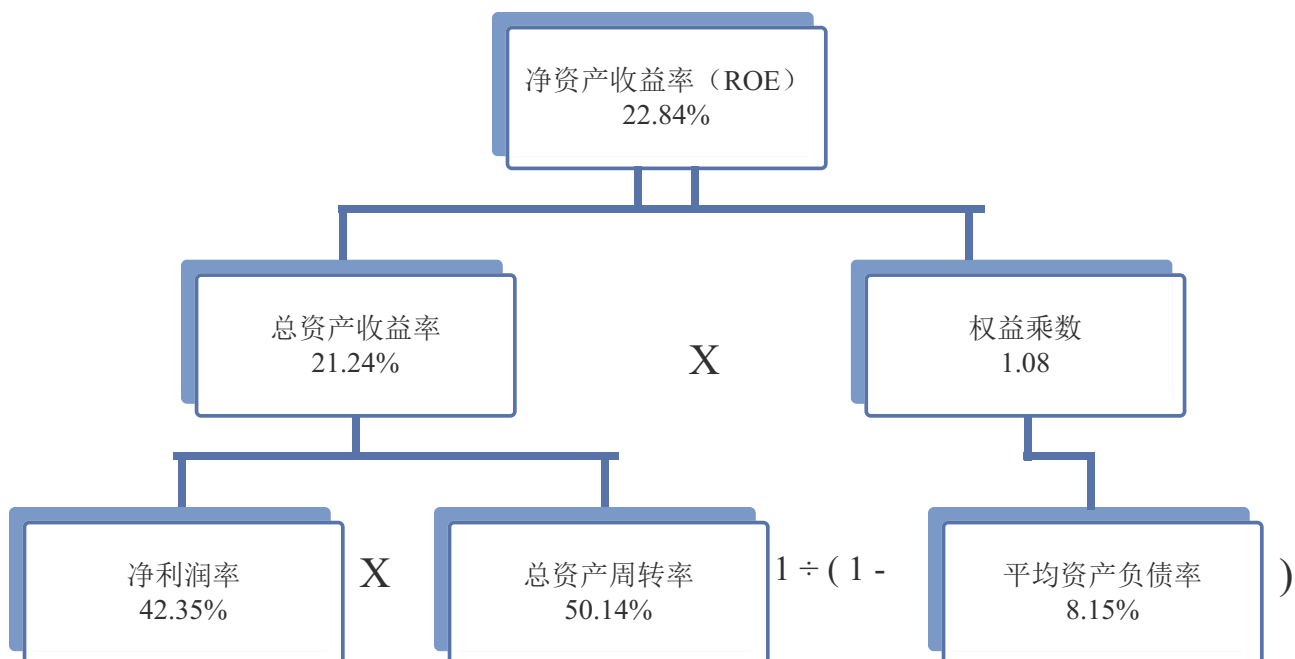 净资产收益率（ROE）
22.84%
总资产收益率
21.24%
X
权益乘数
1.08
净利润率
42.35%
X
总资产周转率
50.14%
1 ÷ ( 1 -
平均资产负债率
8.15%
)